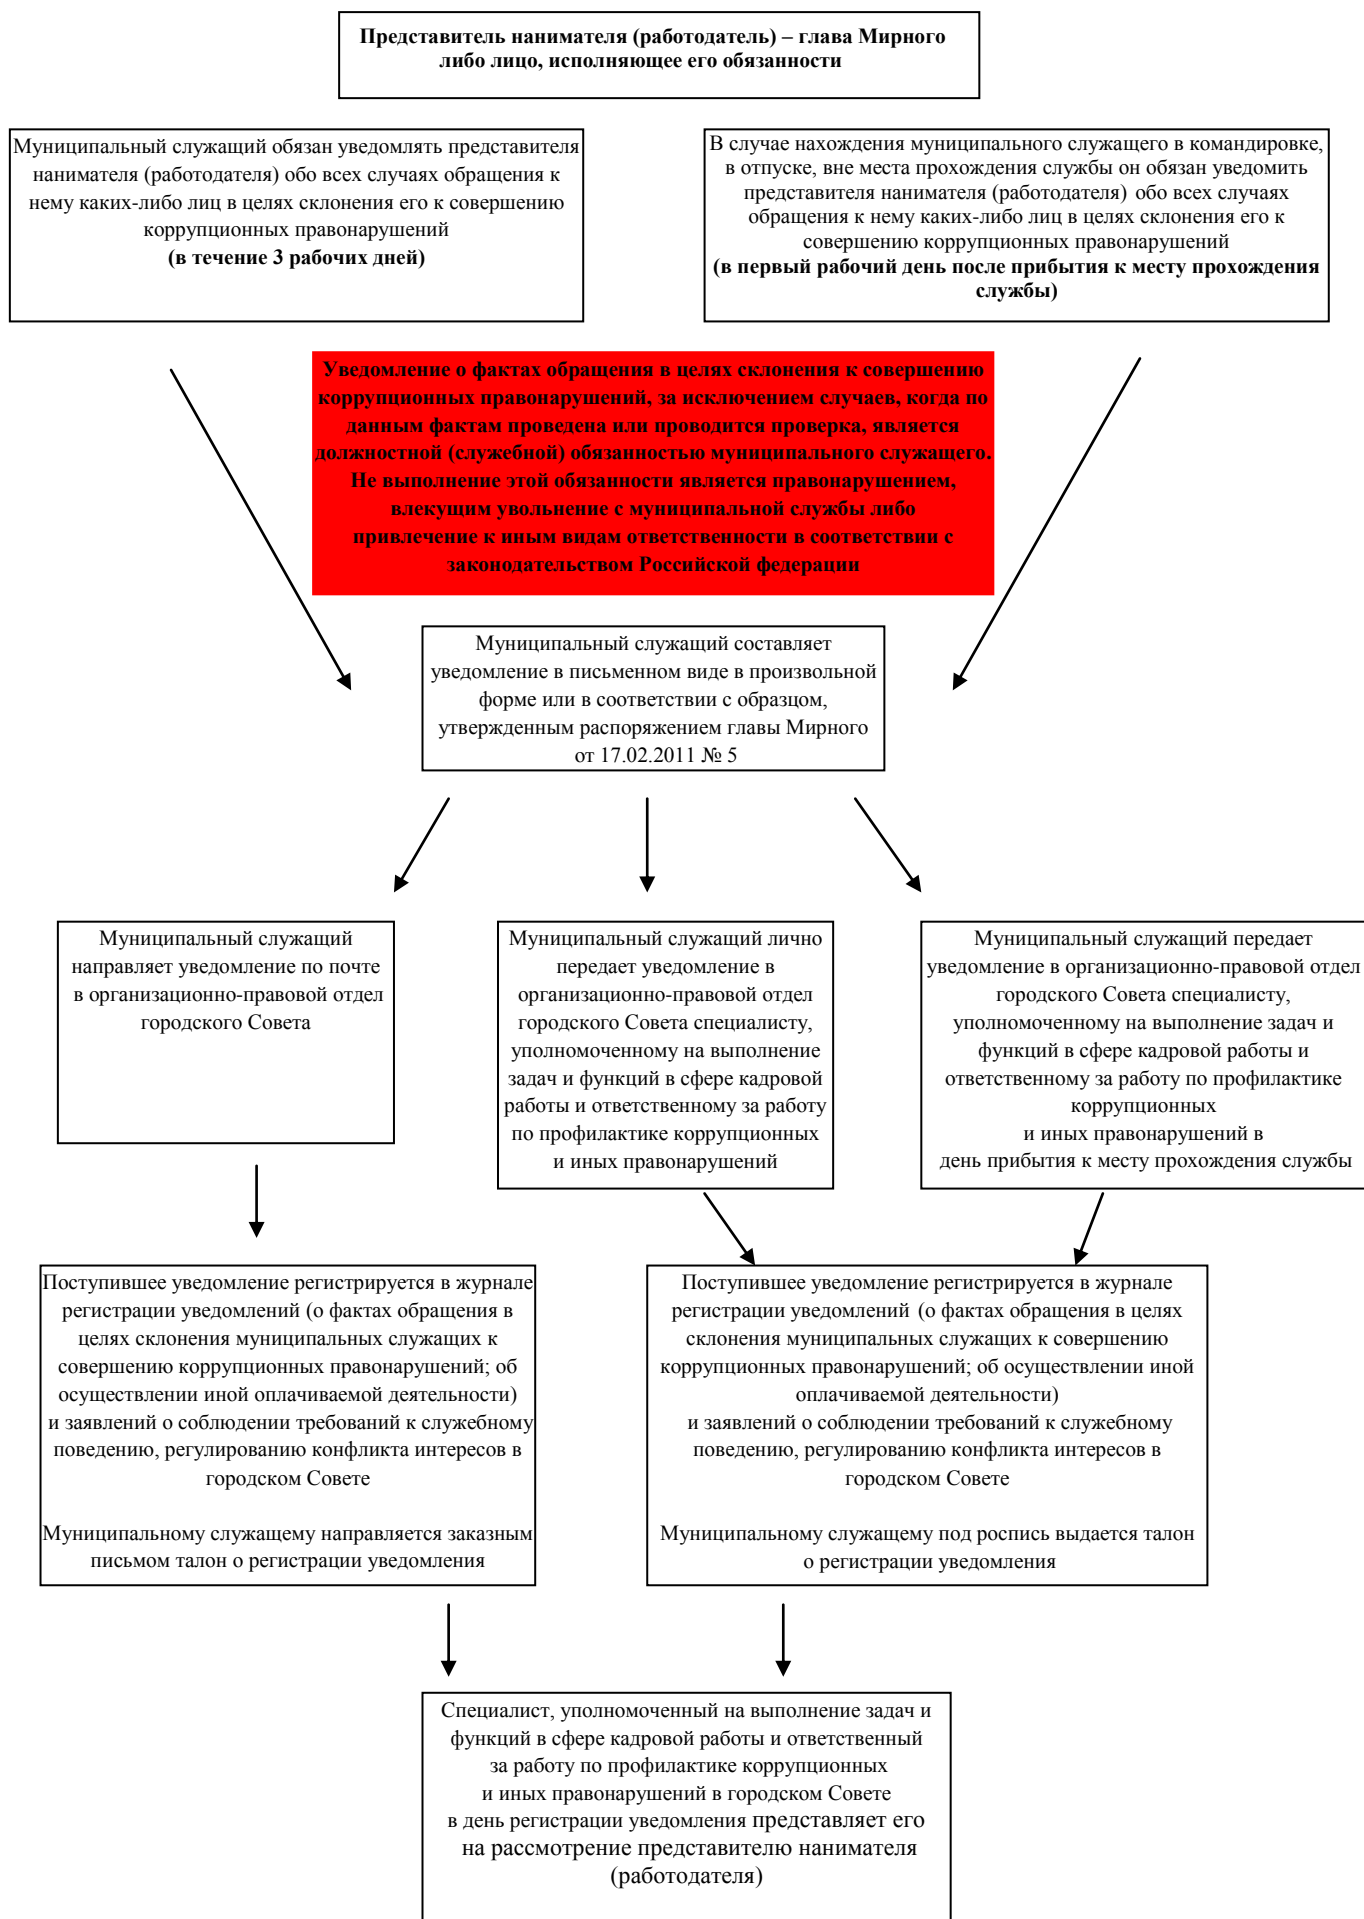 Представитель нанимателя (работодатель) – глава Мирного
либо лицо, исполняющее его обязанности
Муниципальный служащий обязан уведомлять представителя
нанимателя (работодателя) обо всех случаях обращения к
нему каких-либо лиц в целях склонения его к совершению
коррупционных правонарушений
(в течение 3 рабочих дней)
В случае нахождения муниципального служащего в командировке,
в отпуске, вне места прохождения службы он обязан уведомить
представителя нанимателя (работодателя) обо всех случаях
обращения к нему каких-либо лиц в целях склонения его к
совершению коррупционных правонарушений
(в первый рабочий день после прибытия к месту прохождения
службы)
Уведомление о фактах обращения в целях склонения к совершению
коррупционных правонарушений, за исключением случаев, когда по
данным фактам проведена или проводится проверка, является
должностной (служебной) обязанностью муниципального служащего.
Не выполнение этой обязанности является правонарушением,
влекущим увольнение с муниципальной службы либо
привлечение к иным видам ответственности в соответствии с
законодательством Российской федерации
Муниципальный служащий составляет
уведомление в письменном виде в произвольной
форме или в соответствии с образцом,
утвержденным распоряжением главы Мирного
от 17.02.2011 № 5
Муниципальный служащий
направляет уведомление по почте
в организационно-правовой отдел
городского Совета
Муниципальный служащий лично
передает уведомление в
организационно-правовой отдел
городского Совета специалисту,
уполномоченному на выполнение
задач и функций в сфере кадровой
работы и ответственному за работу
по профилактике коррупционных
и иных правонарушений
Муниципальный служащий передает
уведомление в организационно-правовой отдел
городского Совета специалисту,
уполномоченному на выполнение задач и
функций в сфере кадровой работы и
ответственному за работу по профилактике
коррупционных
и иных правонарушений в
день прибытия к месту прохождения службы
Поступившее уведомление регистрируется в журнале
регистрации уведомлений (о фактах обращения в
целях склонения муниципальных служащих к
совершению коррупционных правонарушений; об
осуществлении иной оплачиваемой деятельности)
и заявлений о соблюдении требований к служебному
поведению, регулированию конфликта интересов в
городском Совете
Муниципальному служащему направляется заказным
письмом талон о регистрации уведомления
Поступившее уведомление регистрируется в журнале
регистрации уведомлений (о фактах обращения в целях
склонения муниципальных служащих к совершению
коррупционных правонарушений; об осуществлении иной
оплачиваемой деятельности)
и заявлений о соблюдении требований к служебному
поведению, регулированию конфликта интересов в
городском Совете
Муниципальному служащему под роспись выдается талон
о регистрации уведомления
Специалист, уполномоченный на выполнение задач и
функций в сфере кадровой работы и ответственный
за работу по профилактике коррупционных
и иных правонарушений в городском Совете
в день регистрации уведомления представляет его
на рассмотрение представителю нанимателя
(работодателя)